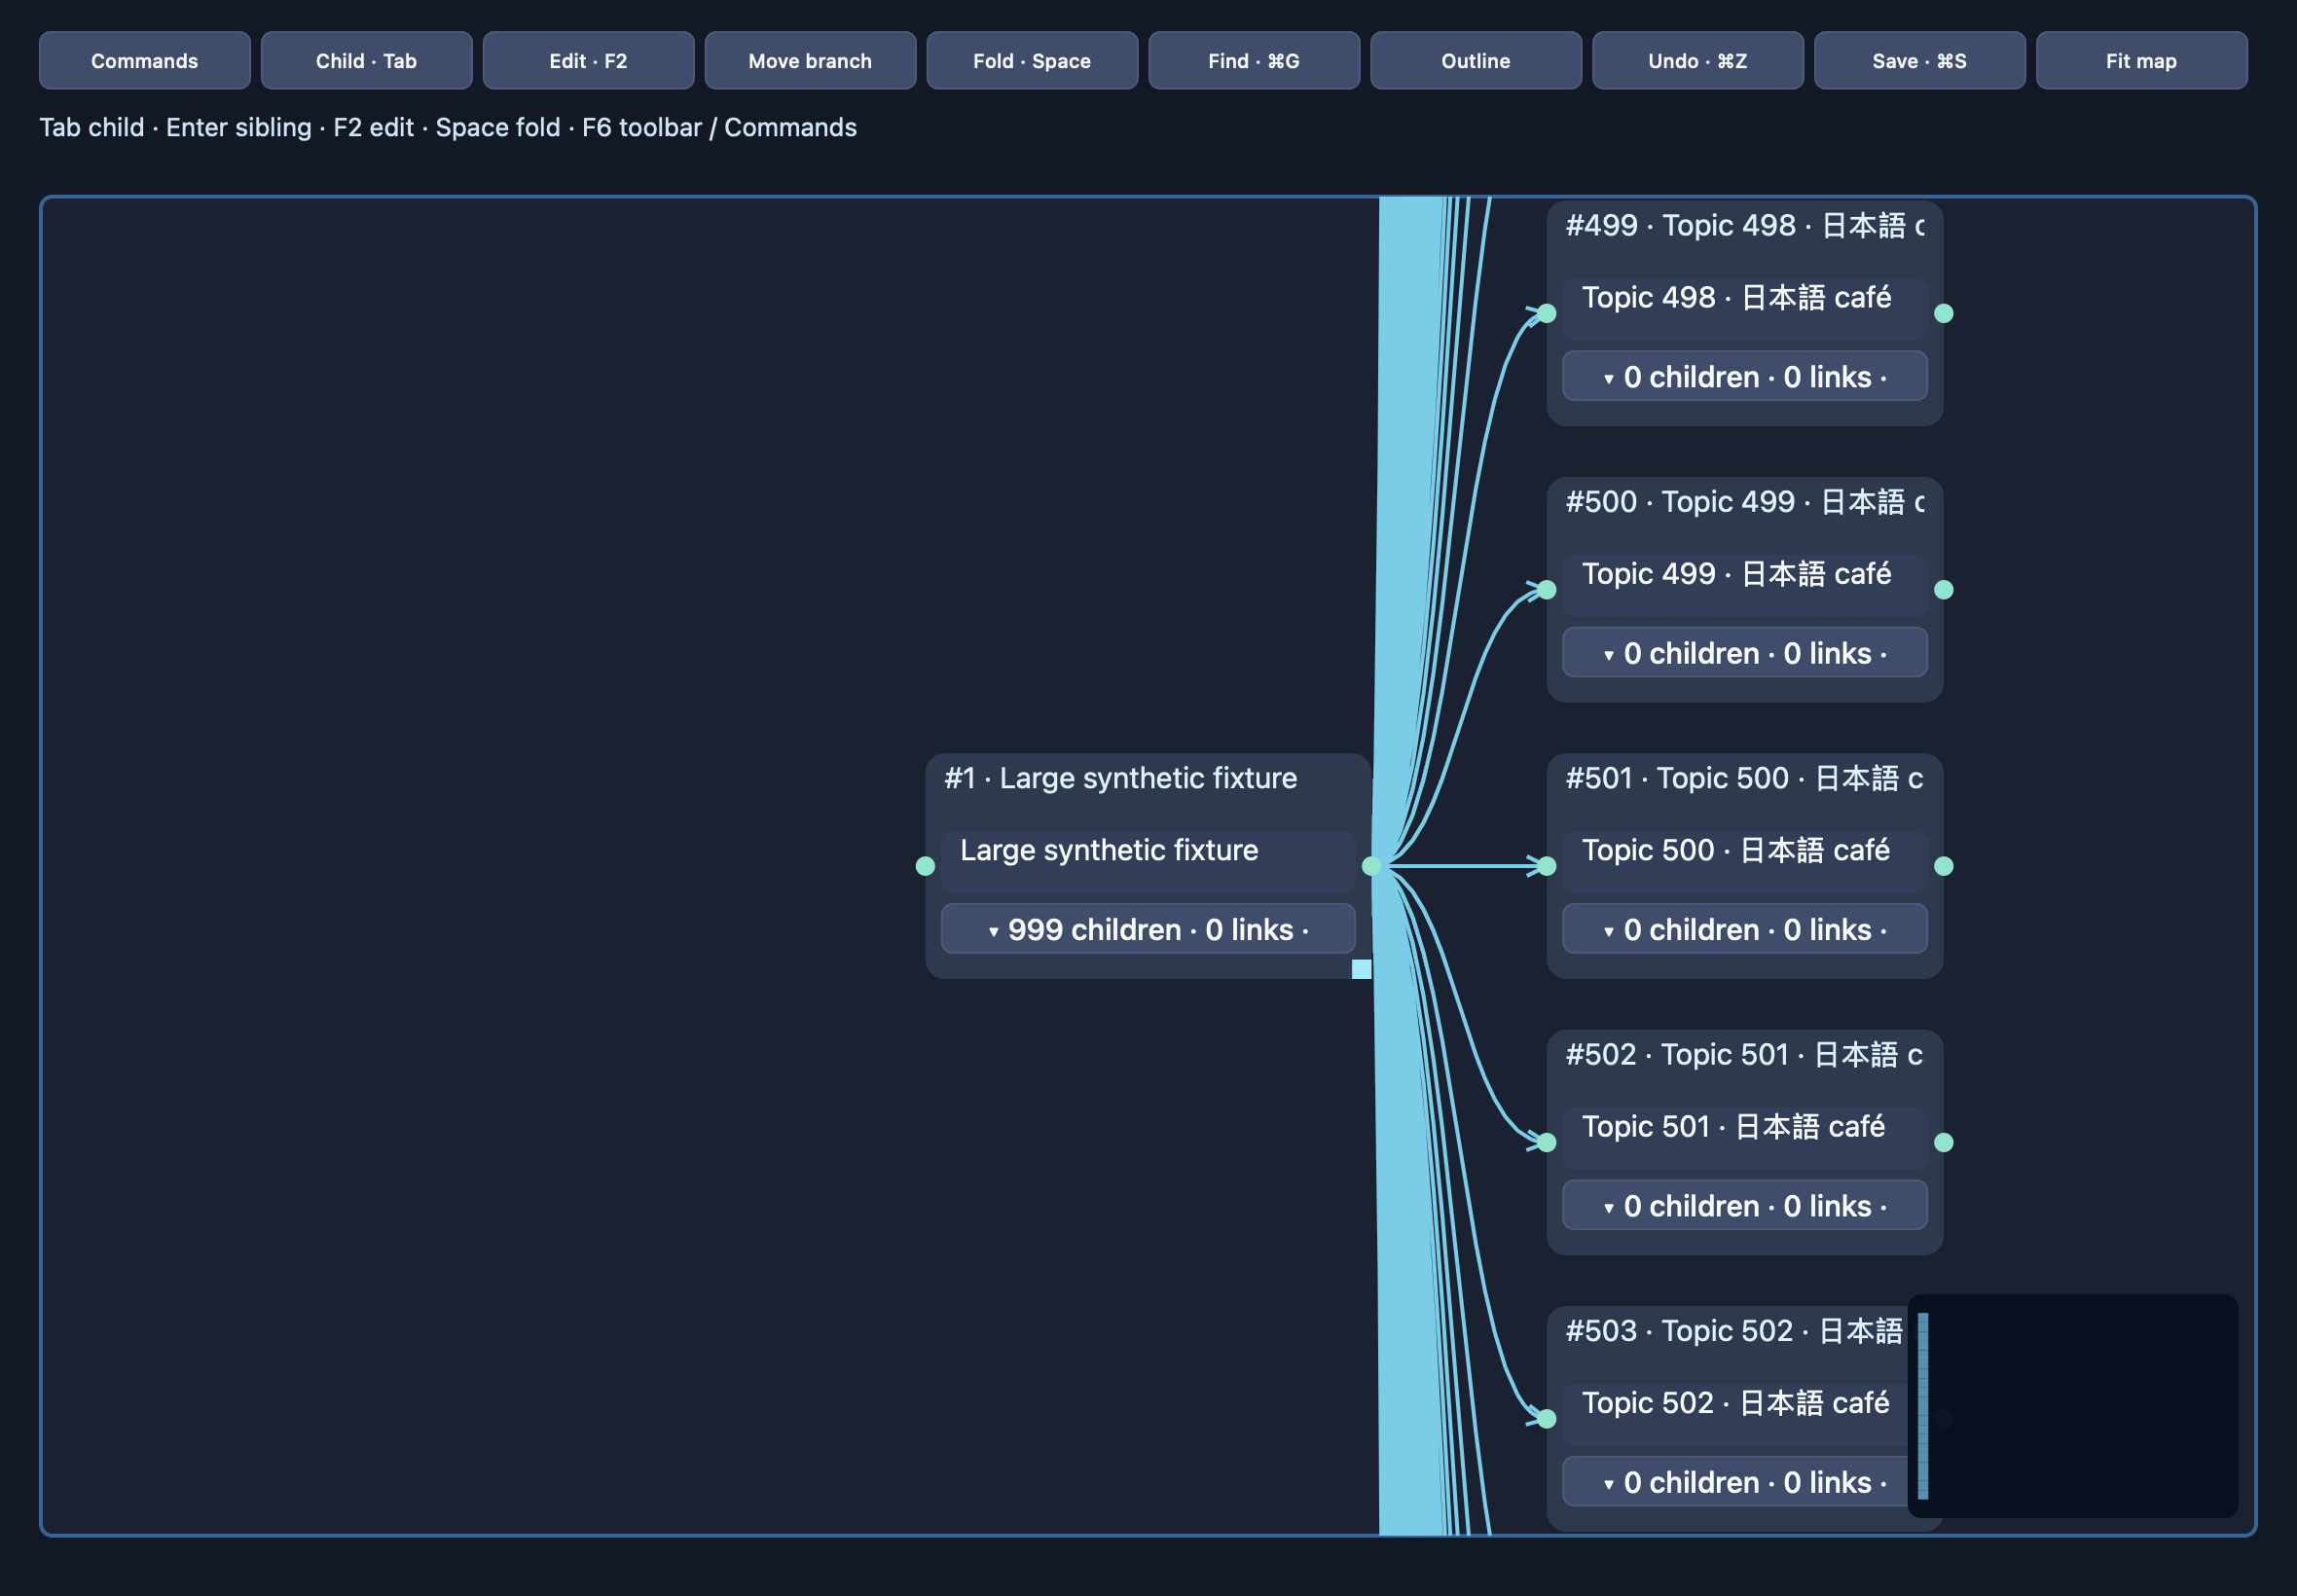 Commands
Child · Tab
Edit · F2
Move branch
Fold · Space
Find · ⌘G
Outline
Undo · ⌘Z
Save · ⌘S
Fit map
Tab child · Enter sibling · F2 edit · Space fold · F6 toolbar / Commands
#499 · Topic 498 · 日本語 c
Topic 498 · 日本語 café
▾ 0 children · 0 links ·
#500 · Topic 499 · 日本語 c
Topic 499 · 日本語 café
▾ 0 children · 0 links ·
#1 · Large synthetic fixture
Large synthetic fixture
▾ 999 children · 0 links ·
#501 · Topic 500 · 日本語 c
Topic 500 · 日本語 café
▾ 0 children · 0 links ·
#502 · Topic 501 · 日本語 c
Topic 501 · 日本語 café
▾ 0 children · 0 links ·
#503 · Topic 502 · 日本語
Topic 502 · 日本語 café
▾ 0 children · 0 links ·